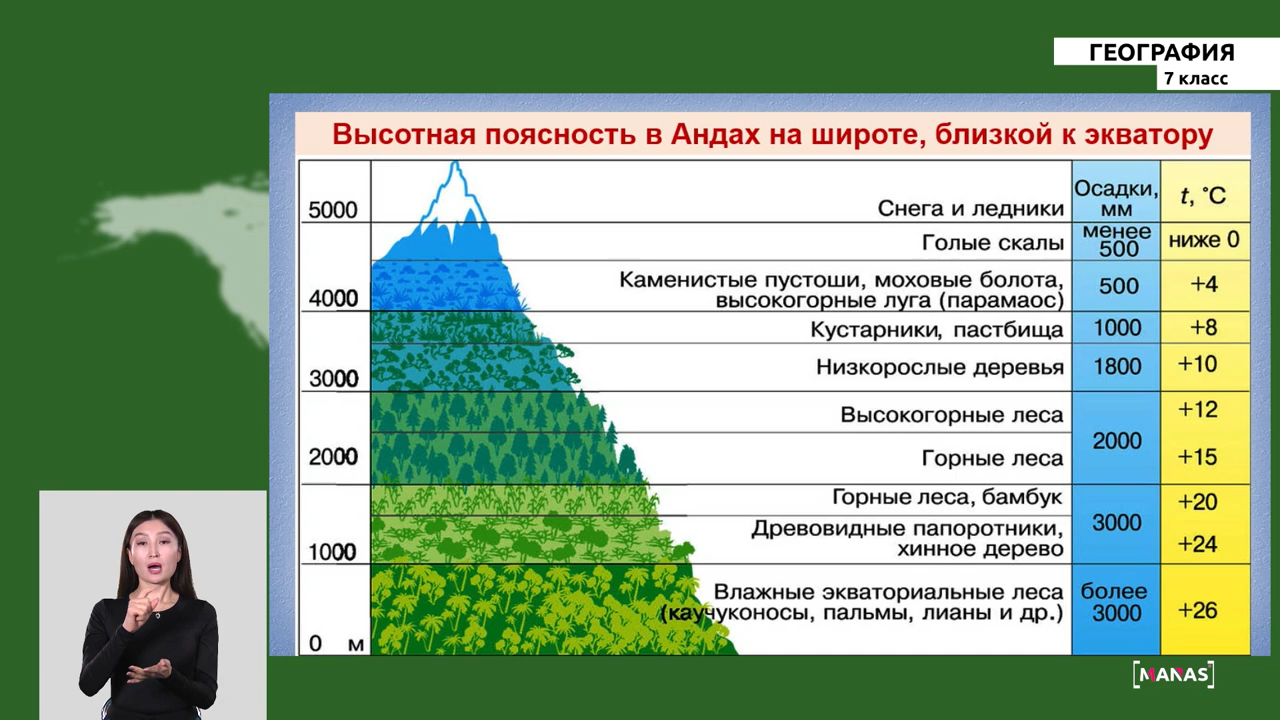 ГЕОГРАФИЯ
7 класс
Высотная поясность в Андах на широте, близкой к экватору
Осадки,
мм
t, °C
5000
Снега и ледники
Голые скалы
менее
500
ниже 0
Каменистые пустоши, моховые болота,
высокогорные луга (парамаос)
500
+4
4000
Кустарники, пастбища
1000
+8
Низкорослые деревья
1800
+10
3000
Высокогорные леса
2000
+12
Горные леса
+15
2000
Горные леса, бамбук
3000
+20
Древовидные папоротники,
хинное дерево
+24
1000
Влажные экваториальные леса
(каучуконосы, пальмы, лианы и др.)
более
3000
+26
0 м
[MANAS]